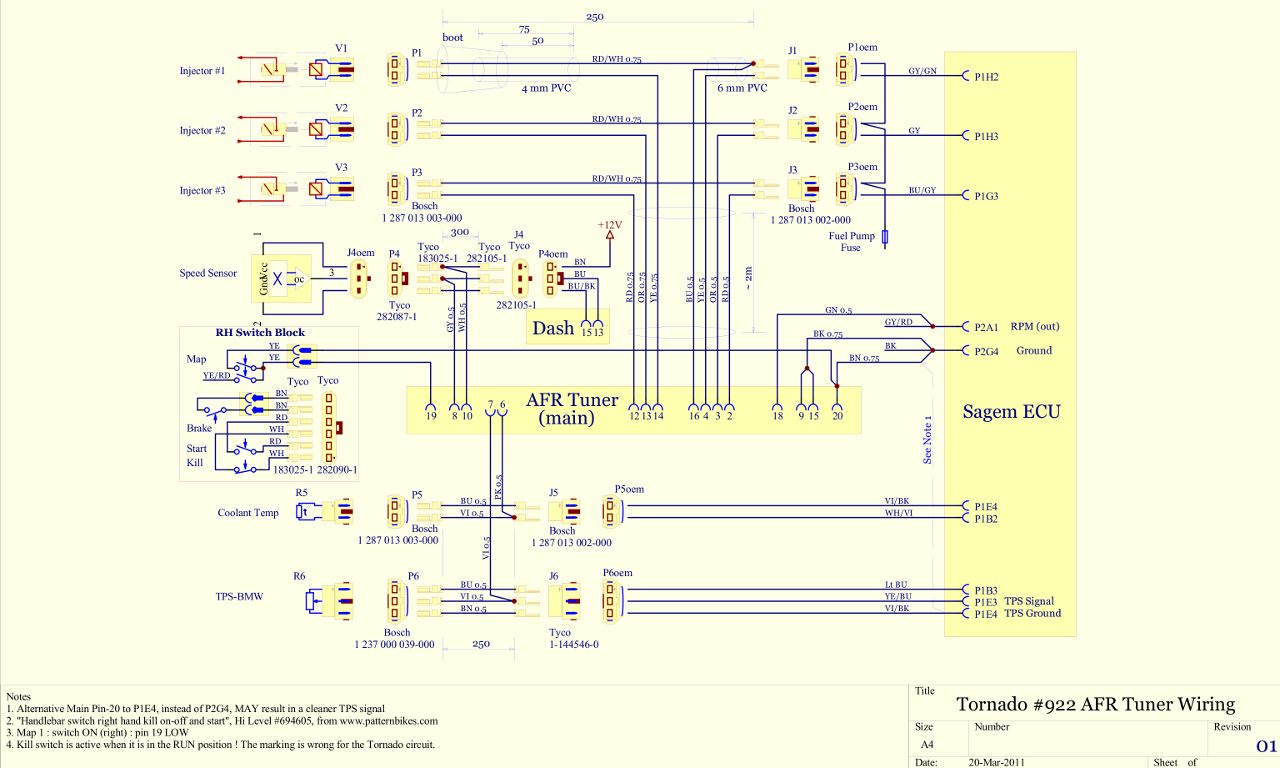 250
75
50
boot
V1
P1
RD/WH 0.75
J1
P1oem
Injector #1
4 mm PVC
6 mm PVC
GY/GN
P1H2
V2
P2
RD/WH 0.75
J2
P2oem
Injector #2
GY
P1H3
V3
P3
RD/WH 0.75
J3
P3oem
Injector #3
BU/GY
P1G3
Bosch
1 287 013 003-000
Bosch
1 287 013 002-000
Fuel Pump
Fuse
1
300
+12V
J4oem
P4
Tyco
183025-1
Tyco
282105-1
J4
Tyco
P4oem
Speed Sensor
Gnd
Vcc
oc
3
2
BN
BU
BU/BK
Tyco
282087-1
282105-1
Dash
15
13
GY 0.5
WH 0.5
RD 0.75
OR 0.75
YE 0.75
BU 0.5
YE 0.5
OR 0.5
RD 0.5
~ 2m
RH Switch Block
Map
YE
YE
YE/RD
Tyco
Tyco
BN
BN
RD
WH
RD
WH
Brake
Start
Kill
183025-1
282090-1
GN 0.5
GY/RD
P2A1
RPM (out)
BK 0.75
BK
P2G4
Ground
BN 0.75
AFR Tuner
(main)
19
8
10
7
6
12
13
14
16
4
3
2
18
9
15
20
Sagem ECU
See Note 1
PK 0.5
VI 0.5
R5
P5
BU 0.5
VI 0.5
J5
P5oem
Coolant Temp
t
VI/BK
WH/VI
P1E4
P1B2
Bosch
1 287 013 003-000
Bosch
1 287 013 002-000
R6
P6
BU 0.5
VI 0.5
BN 0.5
J6
P6oem
TPS-BMW
Lt BU
YE/BU
VI/BK
P1B3
P1E3 TPS Signal
P1E4 TPS Ground
Bosch
1 237 000 039-000
Tyco
1-144546-0
250
Notes
1. Alternative Main Pin-20 to P1E4, instead of P2G4, MAY result in a cleaner TPS signal
2. "Handlebar switch right hand kill on-off and start", Hi Level #694605, from www.patternbikes.com
3. Map 1 : switch ON (right) : pin 19 LOW
4. Kill switch is active when it is in the RUN position ! The marking is wrong for the Tornado circuit.
Title
Tornado #922 AFR Tuner Wiring
Size
A4
Number
Revision
01
Date:
20-Mar-2011
Sheet of